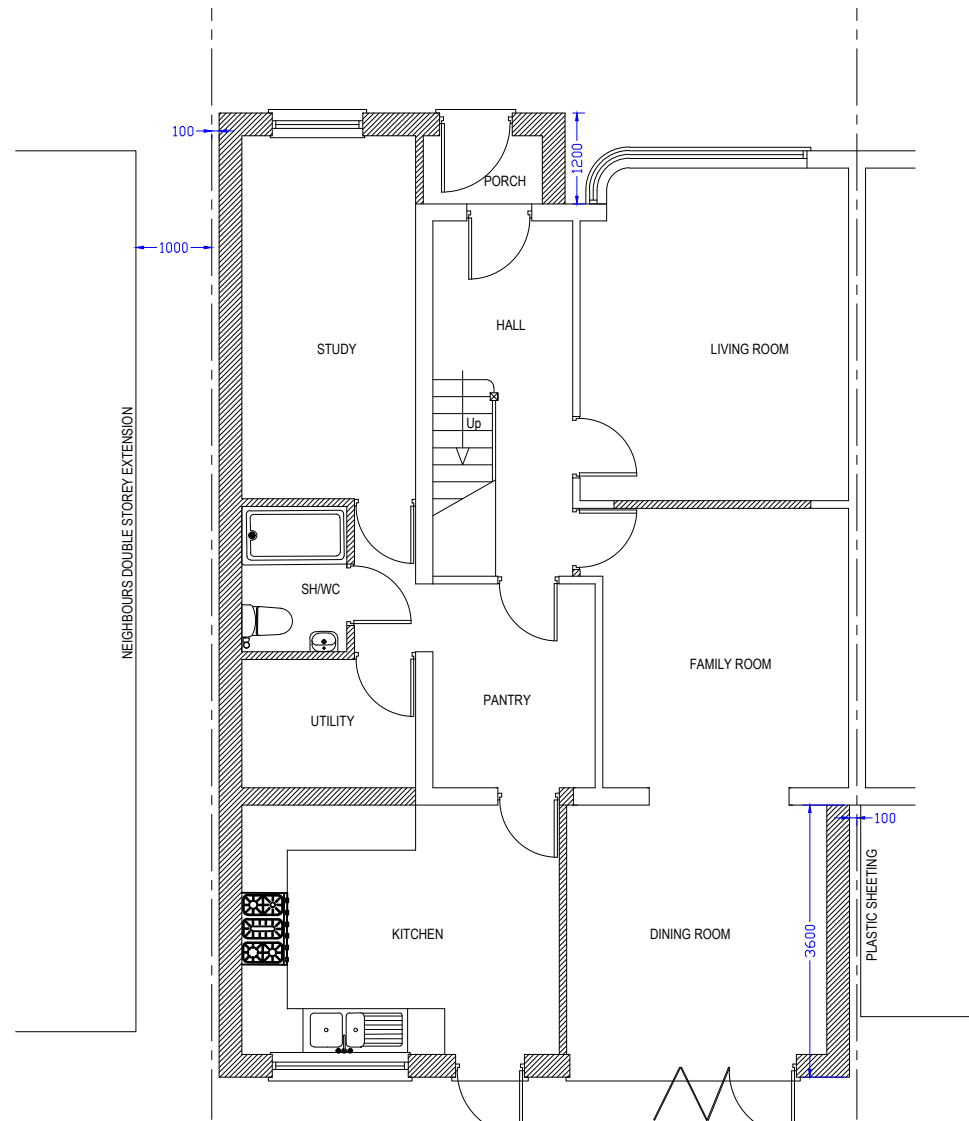 100
1200
PORCH
1000
HALL
STUDY
LIVING ROOM
Up
NEIGHBOURS DOUBLE STOREY EXTENSION
SH/WC
FAMILY ROOM
PANTRY
UTILITY
100
PLASTIC SHEETING
KITCHEN
DINING ROOM
3600